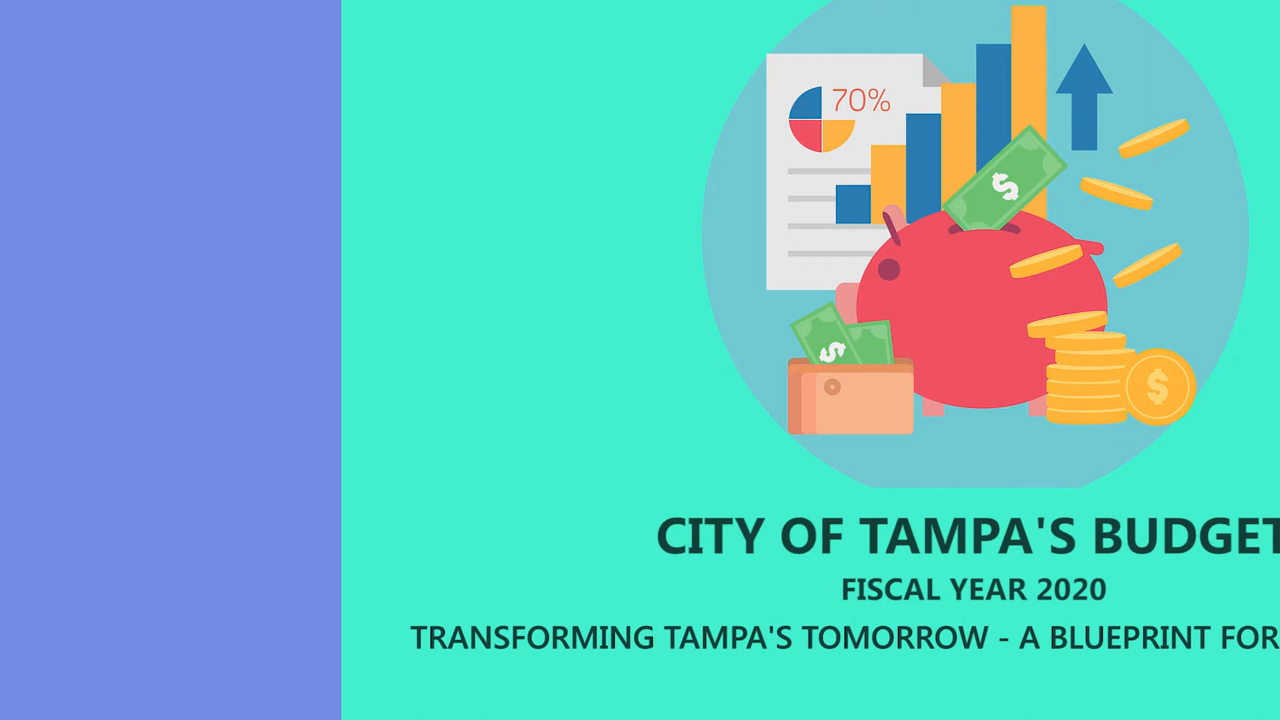 70%
$
$
$
CITY OF TAMPA'S BUDGET
FISCAL YEAR 2020
TRANSFORMING TAMPA'S TOMORROW - A BLUEPRINT FOR